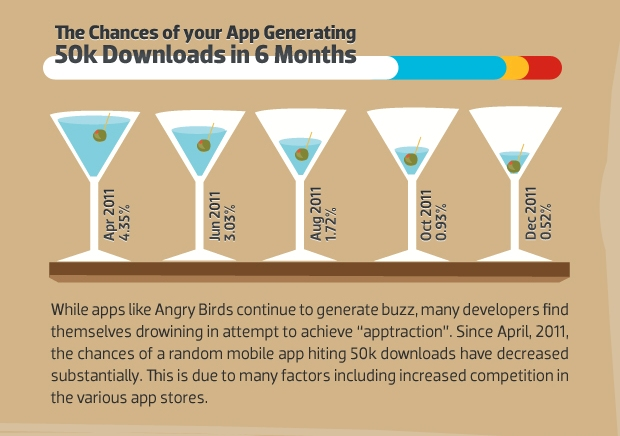 The Chances of your App Generating
50k Downloads in 6 Months
Apr 2011
4.35%
Jun 2011
3.03%
Aug 2011
1.72%
Oct 2011
0.93%
Dec 2011
0.52%
While apps like Angry Birds continue to generate buzz, many developers find
themselves drowining in attempt to achieve "apptraction". Since April, 2011,
the chances of a random mobile app hiting 50k downloads have decreased
substantially. This is due to many factors including increased competition in
the various app stores.